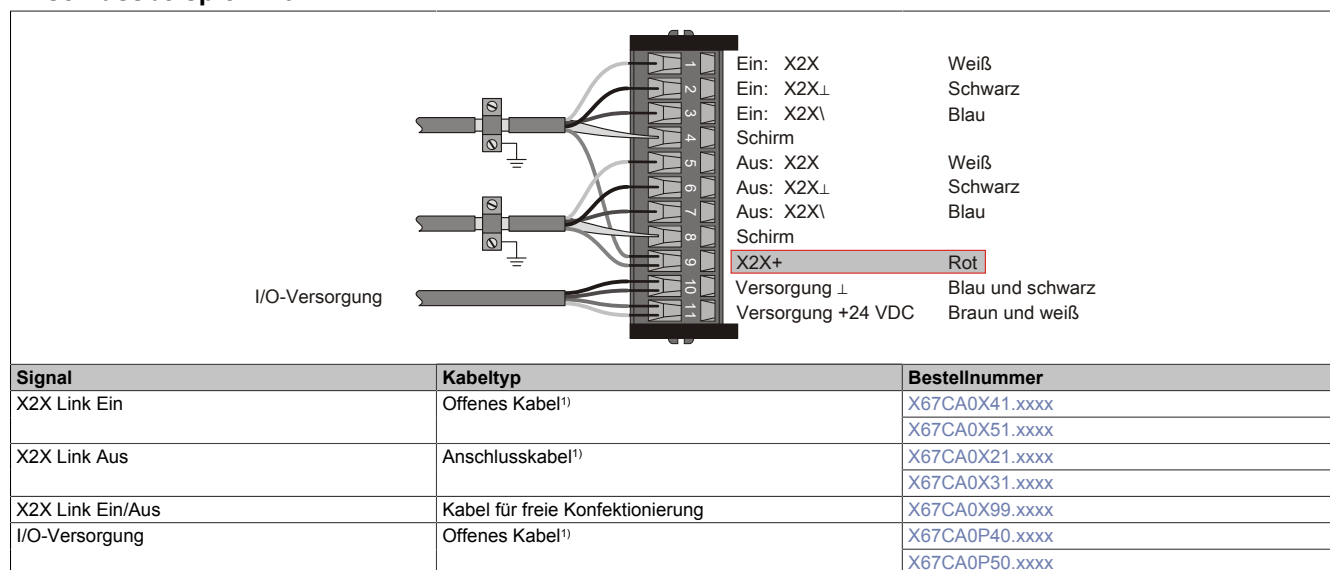 1 Ein: X2X Weiß
2 Ein: X2X⊥ Schwarz
3 Ein: X2X\ Blau
4 Schirm
5 Aus: X2X Weiß
6 Aus: X2X⊥ Schwarz
7 Aus: X2X\ Blau
8 Schirm
9 X2X+ Rot
I/O-Versorgung 10 Versorgung ⊥ Blau und schwarz
11 Versorgung +24 VDC Braun und weiß
Signal Kabeltyp Bestellnummer
X2X Link Ein Offenes Kabel1) X67CA0X41.xxxx
X67CA0X51.xxxx
X2X Link Aus Anschlusskabel1) X67CA0X21.xxxx
X67CA0X31.xxxx
X2X Link Ein/Aus Kabel für freie Konfektionierung X67CA0X99.xxxx
I/O-Versorgung Offenes Kabel1) X67CA0P40.xxxx
X67CA0P50.xxxx